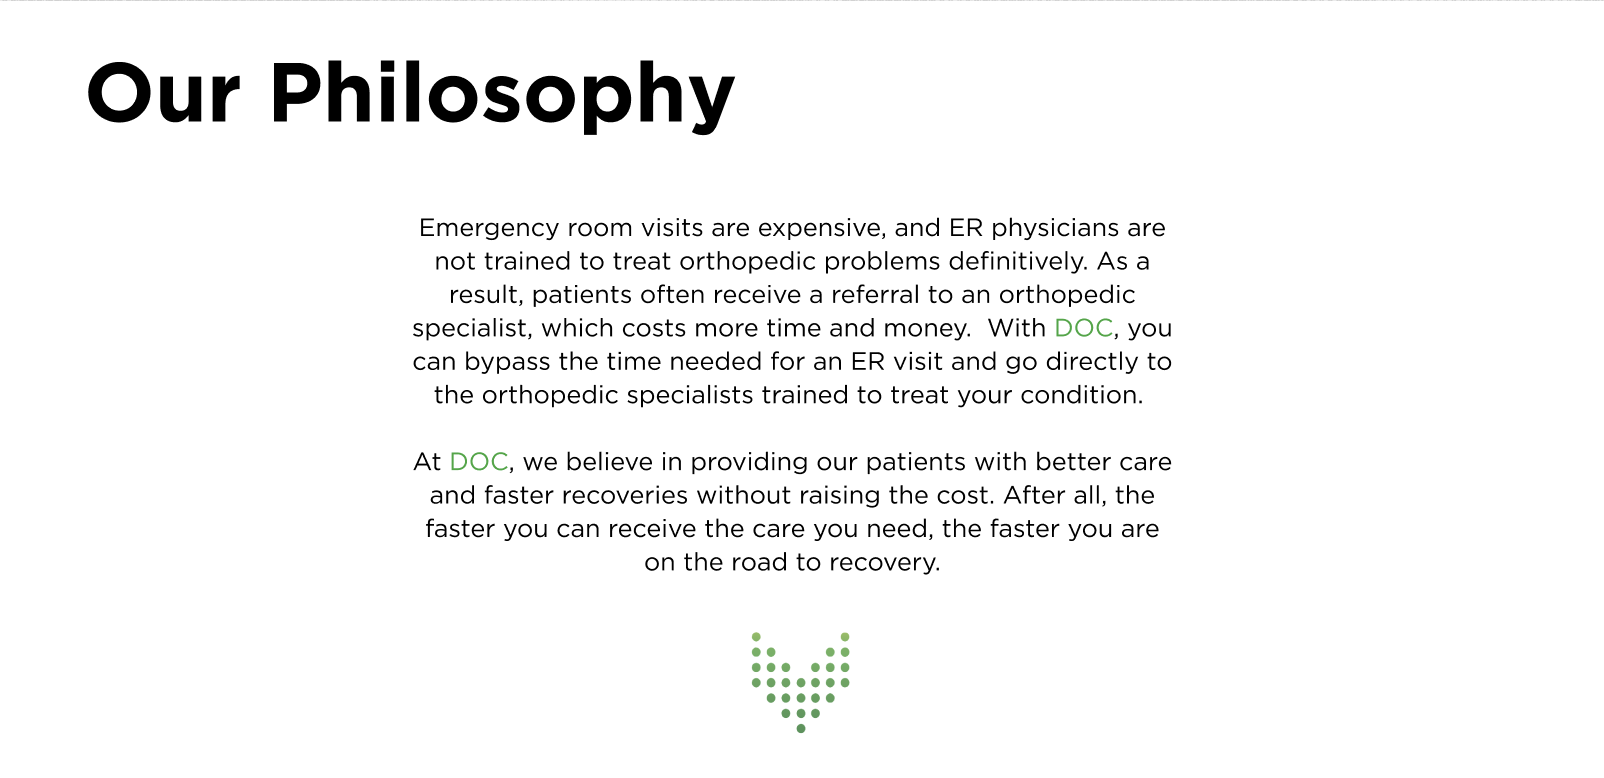 Our Philosophy
Emergency room visits are expensive, and ER physicians are
not trained to treat orthopedic problems definitively. As a
result, patients often receive a referral to an orthopedic
specialist, which costs more time and money.  With DOC, you
can bypass the time needed for an ER visit and go directly to
the orthopedic specialists trained to treat your condition.
At DOC, we believe in providing our patients with better care
and faster recoveries without raising the cost. After all, the
faster you can receive the care you need, the faster you are
on the road to recovery.